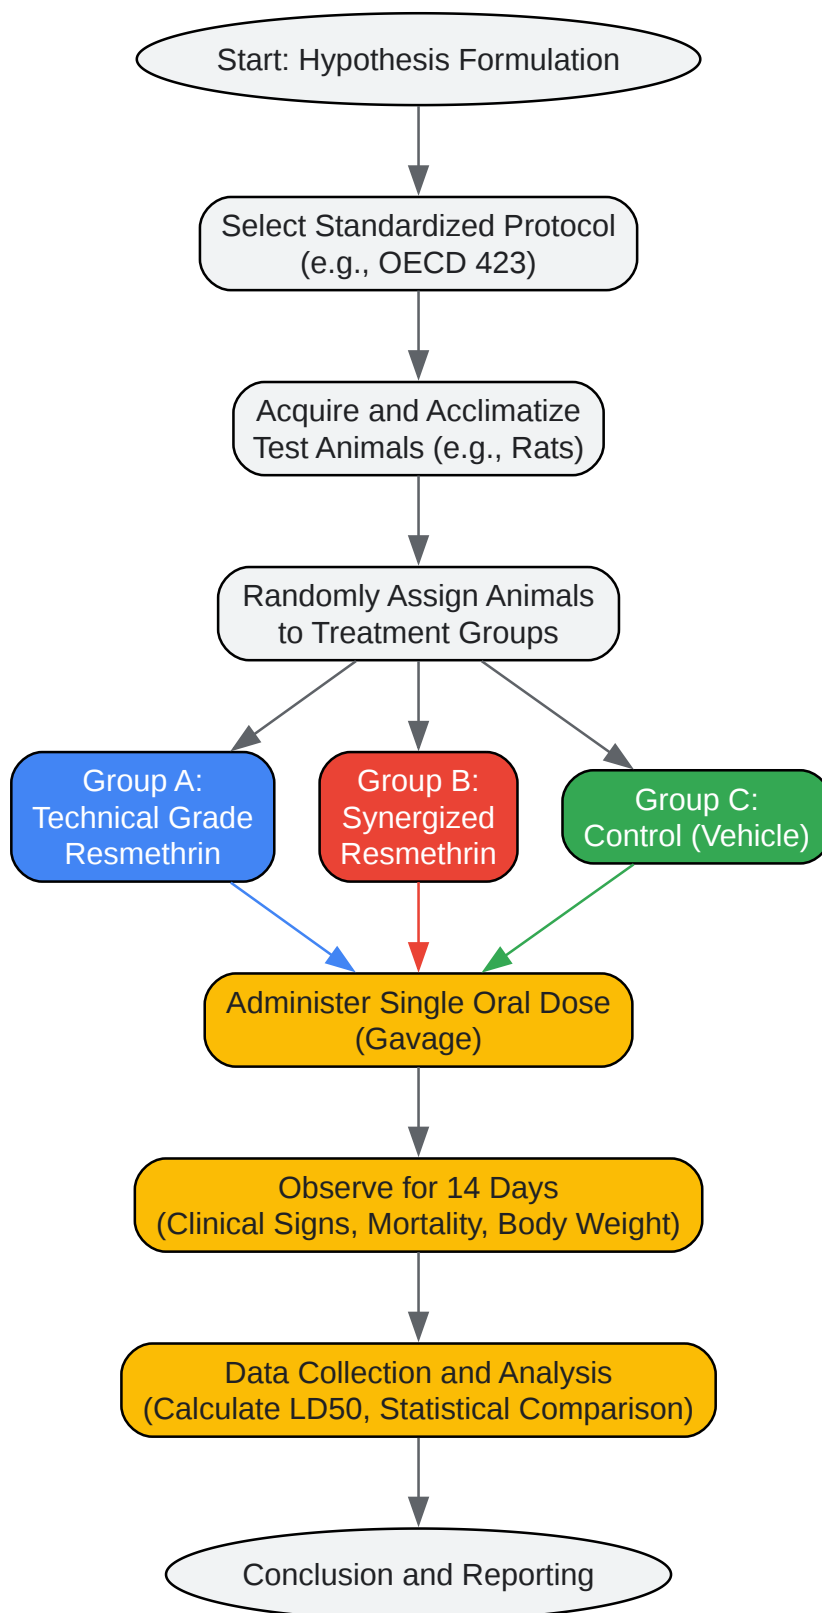 Start: Hypothesis Formulation
Select Standardized Protocol
(e.g., OECD 423)
Acquire and Acclimatize
Test Animals (e.g., Rats)
Randomly Assign Animals
to Treatment Groups
Group A:
Technical Grade
Resmethrin
Group B:
Synergized
Resmethrin
Group C:
Control (Vehicle)
Administer Single Oral Dose
(Gavage)
Observe for 14 Days
(Clinical Signs, Mortality, Body Weight)
Data Collection and Analysis
(Calculate LD50, Statistical Comparison)
Conclusion and Reporting